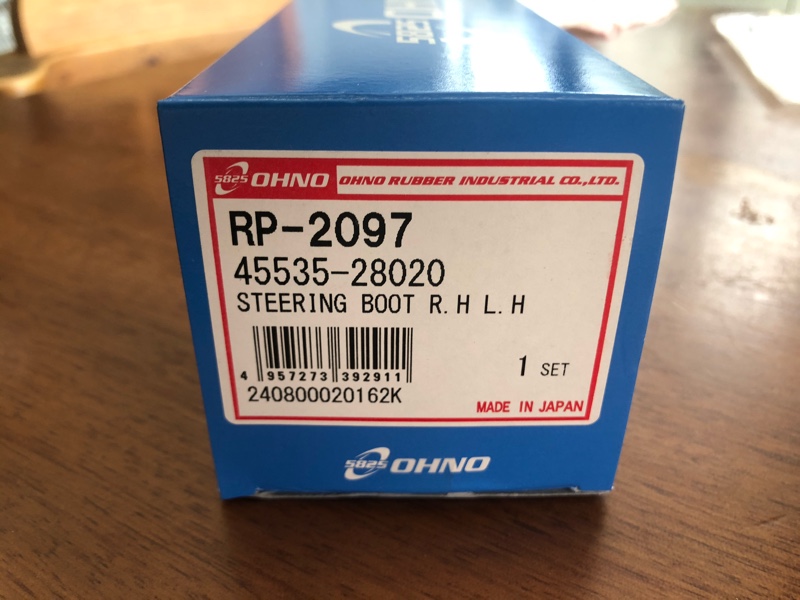 5825
5825 OHNO OHNO RUBBER INDUSTRIAL CO.,LTD.
RP-2097
45535-28020
STEERING BOOT R.H L.H
4 957273 392911
1 SET
240800020162K
MADE IN JAPAN
5825 OHNO